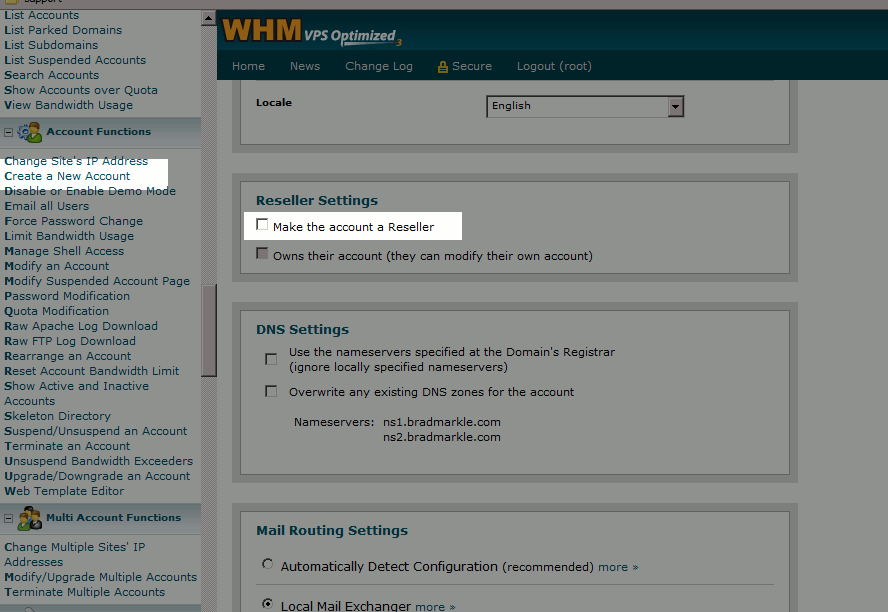 Support
List Accounts
List Parked Domains
List Subdomains
List Suspended Accounts
Search Accounts
Show Accounts over Quota
View Bandwidth Usage
Account Functions
Change Site's IP Address
Create a New Account
Disable or Enable Demo Mode
Email all Users
Force Password Change
Limit Bandwidth Usage
Manage Shell Access
Modify an Account
Modify Suspended Account Page
Password Modification
Quota Modification
Raw Apache Log Download
Raw FTP Log Download
Rearrange an Account
Reset Account Bandwidth Limit
Show Active and Inactive
Accounts
Skeleton Directory
Suspend/Unsuspend an Account
Terminate an Account
Unsuspend Bandwidth Exceeders
Upgrade/Downgrade an Account
Web Template Editor
Multi Account Functions
Change Multiple Sites' IP
Addresses
Modify/Upgrade Multiple Accounts
Terminate Multiple Accounts
WHM VPS Optimized 3
Home News Change Log Secure Logout (root)
Locale English
Reseller Settings
Make the account a Reseller
Owns their account (they can modify their own account)
DNS Settings
Use the nameservers specified at the Domain's Registrar
(ignore locally specified nameservers)
Overwrite any existing DNS zones for the account
Nameservers: ns1.bradmarkle.com
ns2.bradmarkle.com
Mail Routing Settings
Automatically Detect Configuration (recommended) more »
Local Mail Exchanger more »